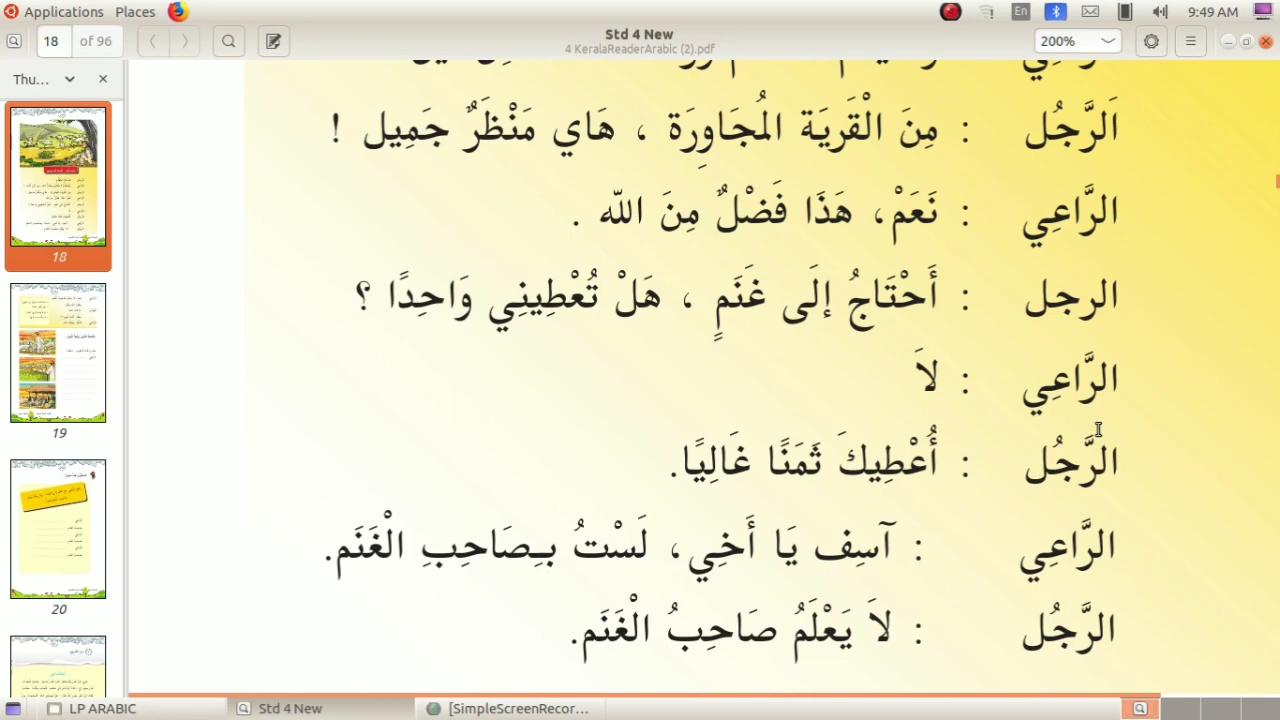 Applications Places En 9:49 AM
18 of 96 Std 4 New 200%
4 KeralaReaderArabic (2).pdf
Thu...
اَلرَّجُل : مِنَ الْقَرِيَة الْمُجَاوِرَة ، هَاي مَنْظَرٌ جَمِيل !
الرَّاعِي : نَعَمْ، هَذَا فَضْلٌ مِنَ اللّه .
الرجل : أَحْتَاجُ إلَى غَنَمٍ ، هَلْ تُعْطِينِي وَاحِدًا ؟
الرَّاعِي : لاَ
الرَّجُل : أُعْطِيكَ ثَمَنًا غَالِيًا.
الرَّاعِي : آسِف يَا أَخِي، لَسْتُ بِـصَاحِبِ الْغَنَم.
الرَّجُل : لاَ يَعْلَمُ صَاحِبُ الْغَنَم.
18
19
20
LP ARABIC Std 4 New [SimpleScreenRecor...